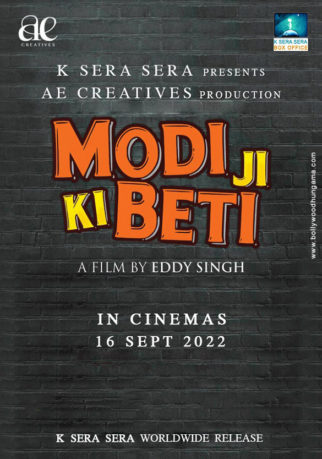 ae
CREATIVES
K SERA SERA
BOX OFFICE
K SERA SERA PRESENTS
AE CREATIVES PRODUCTION
MODI JI
KI BETI
A FILM BY EDDY SINGH
IN CINEMAS
16 SEPT 2022
K SERA SERA WORLDWIDE RELEASE
www.bollywoodhungama.com